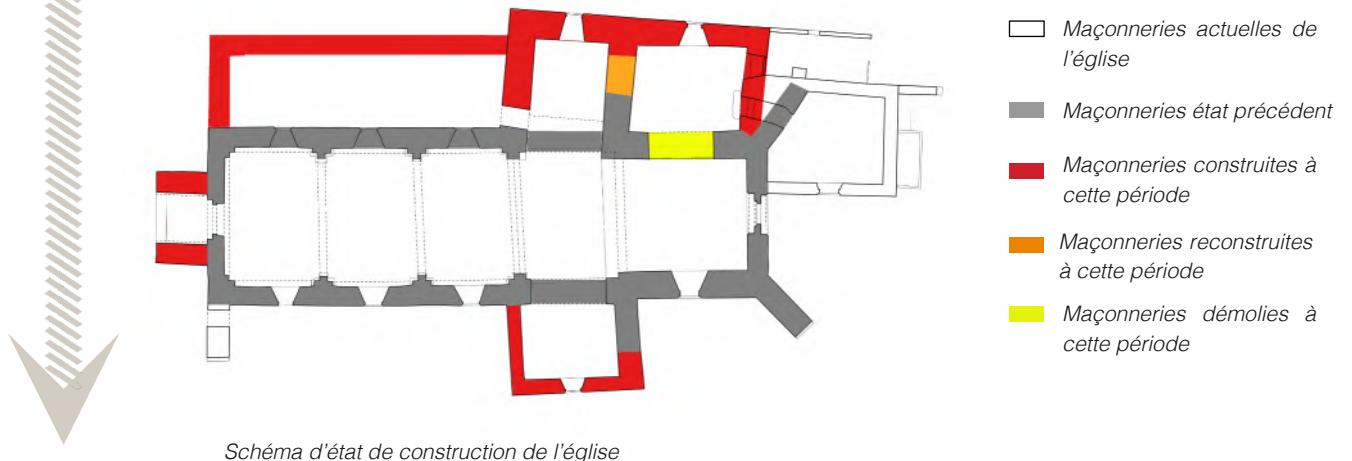 Maçonneries actuelles de
l'église
Maçonneries état précédent
Maçonneries construites à
cette période
Maçonneries reconstruites
à cette période
Maçonneries démolies à
cette période
Schéma d'état de construction de l'église